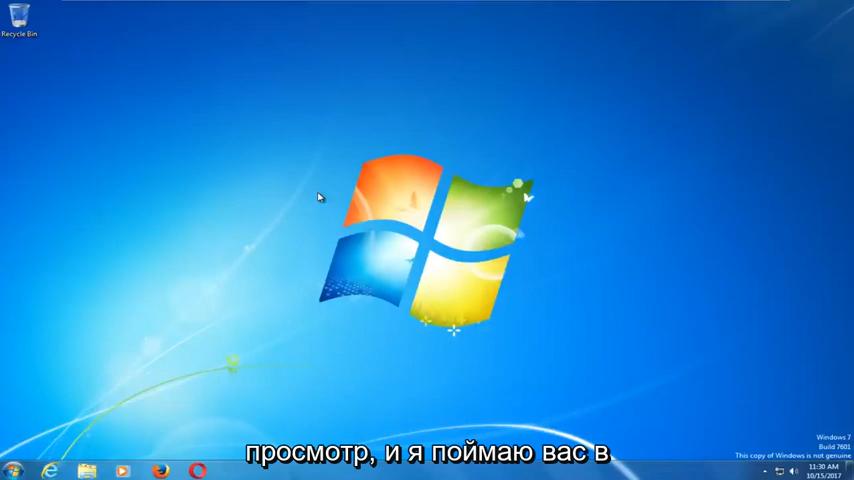 Recycle Bin
Windows 7
Build 7601
This copy of Windows is not genuine
просмотр, и я поймаю вас в
11:30 AM
10/15/2017